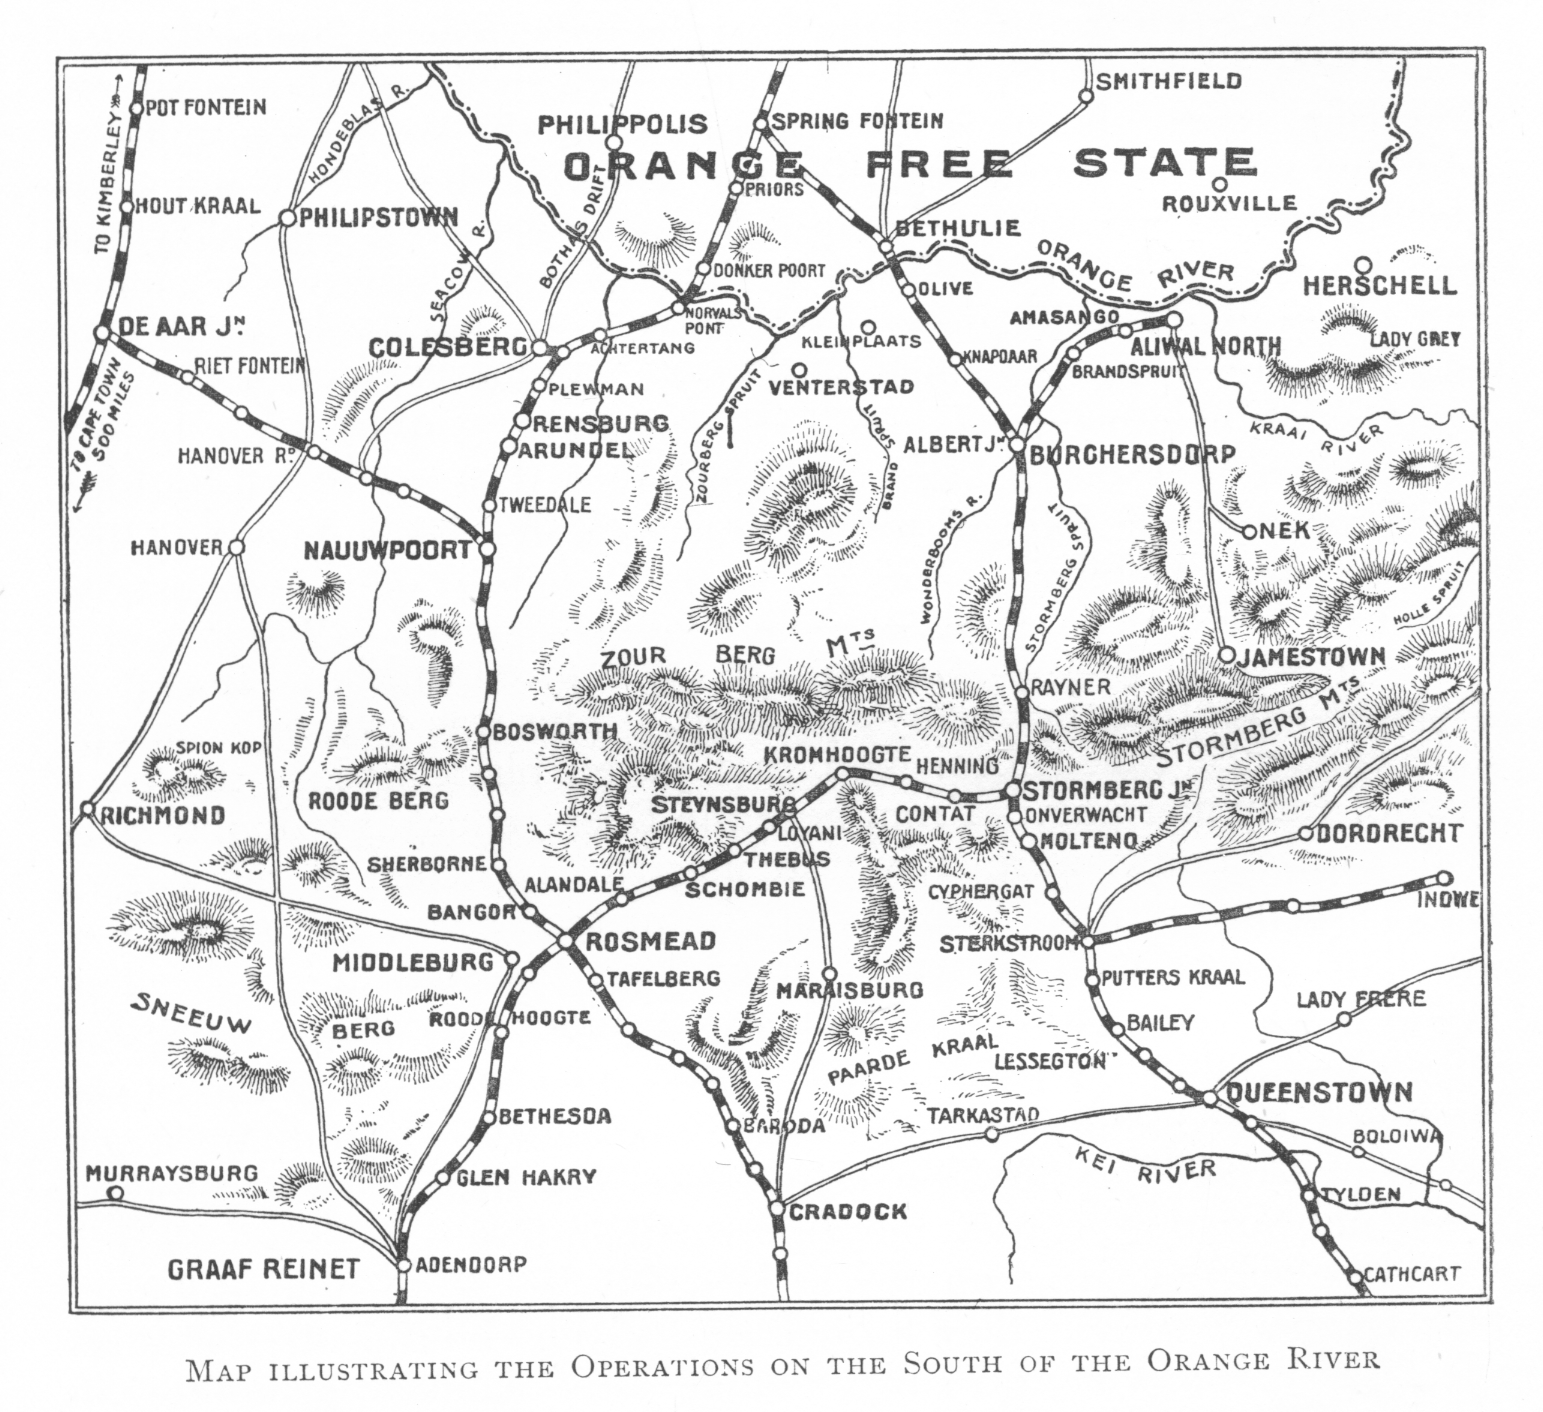 SMITHFIELD
POT FONTEIN
HONDEBLAS R.
PHILIPPOLIS
SPRING FONTEIN
ORANGE FREE STATE
TO KIMBERLEY
PRIORS
ROUXVILLE
HOUT KRAAL
PHILIPSTOWN
BOTHA'S DRIFT
SEACOW R.
BETHULIE
ORANGE RIVER
DONKER POORT
HERSCHELL
OLIVE
NORVALS
PONT
AMASANGO
DE AAR JN
COLESBERG
ACHTERTANG
KLEINPLAATS
ALIWAL NORTH
LADY GREY
RIET FONTEIN
KNAPDAAR
BRANDSPRUIT
PLEWMAN
VENTERSTAD
TO CAPE TOWN
500 MILES
RENSBURG
ARUNDEL
ZOURBERG SPRUIT
BRAND SPRUIT
ALBERT JN.
BURGHERSDORP
KRAAI RIVER
HANOVER RD
TWEEDALE
WONDERBOOMS R.
STORMBERG SPRUIT
NEK
HANOVER
NAUUWPOORT
HOLLE SPRUIT
ZOUR BERG MTS
JAMESTOWN
RAYNER
STORMBERG MTS
BOSWORTH
SPION KOP
KROMHOOGTE
HENNING
ROODE BERG
STEYNSBURG
CONTAT
STORMBERG JN
RICHMOND
LOYANI
ONVERWACHT
MOLTENO
DORDRECHT
SHERBORNE
THEBUS
ALANDALE
SCHOMBIE
CYPHERGAT
INDWE
BANGOR
ROSMEAD
STERKSTROOM
MIDDLEBURG
TAFELBERG
MARAISBURG
PUTTERS KRAAL
SNEEUW BERG
ROODE HOOGTE
LADY FRERE
BAILEY
PAARDE KRAAL
LESSEGTON
QUEENSTOWN
BETHESDA
BARODA
TARKASTAD
BOLOIWA
KEI RIVER
MURRAYSBURG
GLEN HAKRY
TYLDEN
CRADOCK
GRAAF REINET
ADENDORP
CATHCART
MAP ILLUSTRATING THE OPERATIONS ON THE SOUTH OF THE ORANGE RIVER